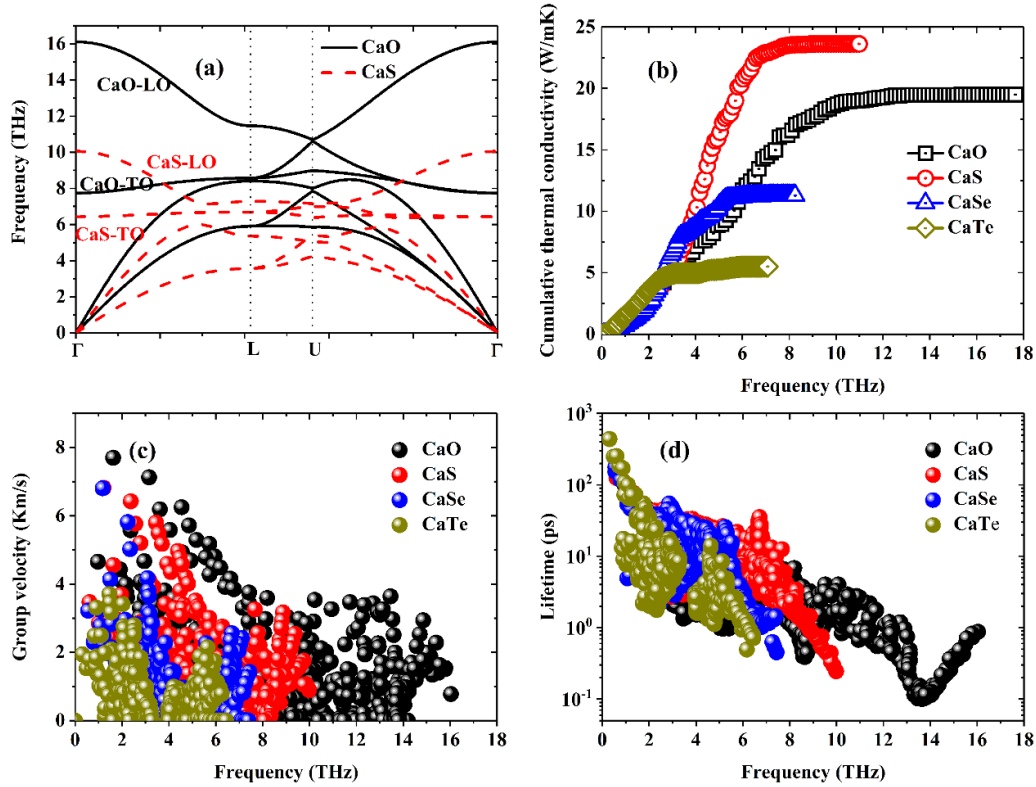 (a)
CaO
CaS
CaO-LO
CaS-LO
CaO-TO
CaS-TO
Frequency (THz)
16
14
12
10
8
6
4
2
0
Γ L U Γ
(b)
CaO
CaS
CaSe
CaTe
Cumulative thermal conductivity (W/mK)
25
20
15
10
5
0
0 2 4 6 8 10 12 14 16 18
Frequency (THz)
(c)
CaO
CaS
CaSe
CaTe
Group velocity (Km/s)
8
6
4
2
0
0 2 4 6 8 10 12 14 16 18
Frequency (THz)
(d)
CaO
CaS
CaSe
CaTe
Lifetime (ps)
10³
10²
10¹
10⁰
10⁻¹
0 2 4 6 8 10 12 14 16 18
Frequency (THz)